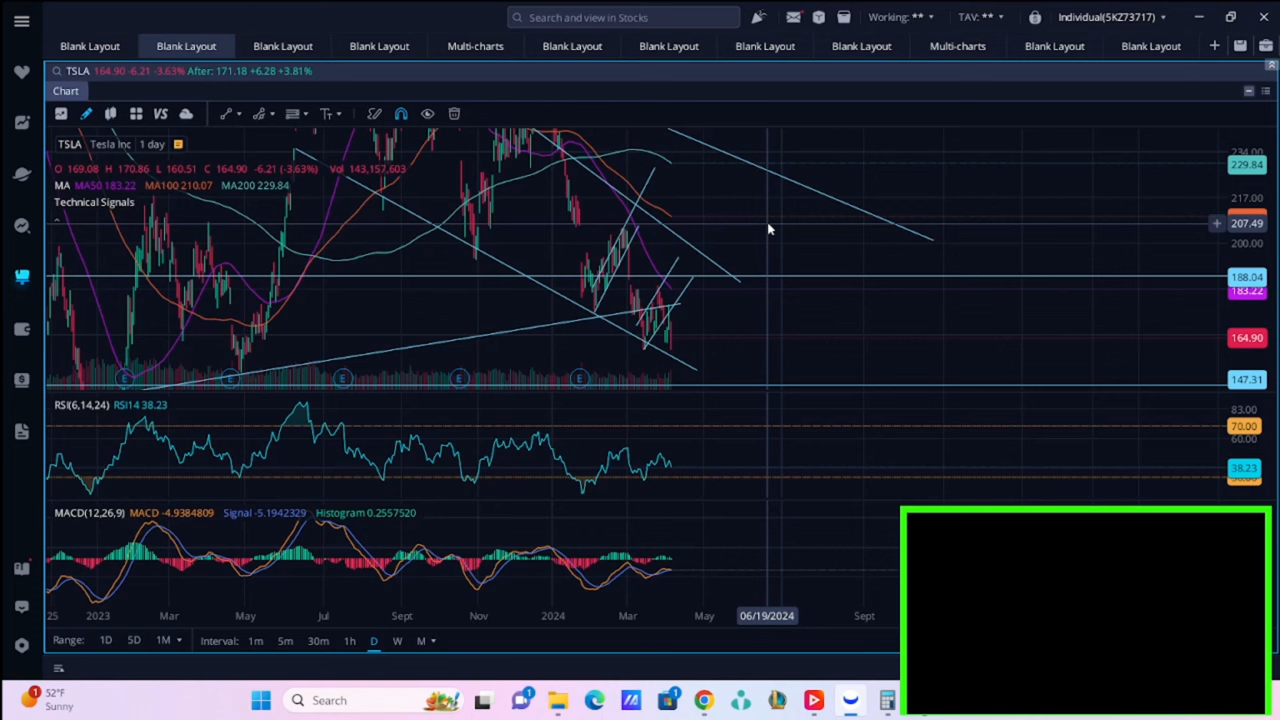 Search and view in Stocks
Working: **
TAV: **
Individual(5KZ73717)
Blank Layout
Blank Layout
Blank Layout
Blank Layout
Multi-charts
Blank Layout
Blank Layout
Blank Layout
Blank Layout
Multi-charts
Blank Layout
Blank Layout
TSLA 164.90 -6.21 -3.63% After: 171.18 +6.28 +3.81%
Chart
VS
TSLA Tesla Inc 1 day
O 169.08 H 170.86 L 160.51 C 164.90 -6.21 (-3.63%) Vol 143,157,603
MA MA50 183.22 MA100 210.07 MA200 229.84
Technical Signals
234.00
229.84
217.00
207.49
200.00
188.04
183.22
164.90
147.31
E E E E E
RSI(6,14,24) RSI14 38.23
83.00
70.00
60.00
38.23
MACD(12,26,9) MACD -4.9384809 Signal -5.1942329 Histogram 0.2557520
25 2023 Mar May Jul Sept Nov 2024 Mar May 06/19/2024 Sept
Range: 1D 5D 1M Interval: 1m 5m 30m 1h D W M
1
52°F
Sunny
Search
1
1